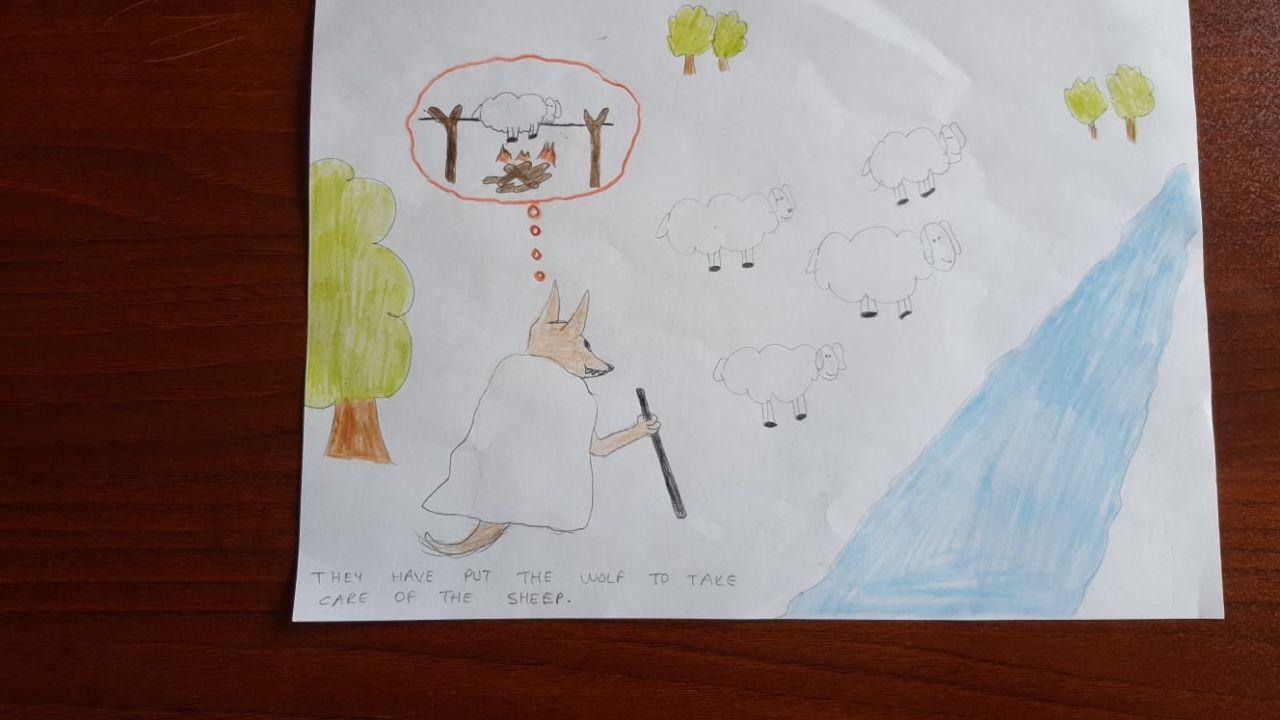 THEY HAVE PUT THE WOLF TO TAKE
CARE OF THE SHEEP.